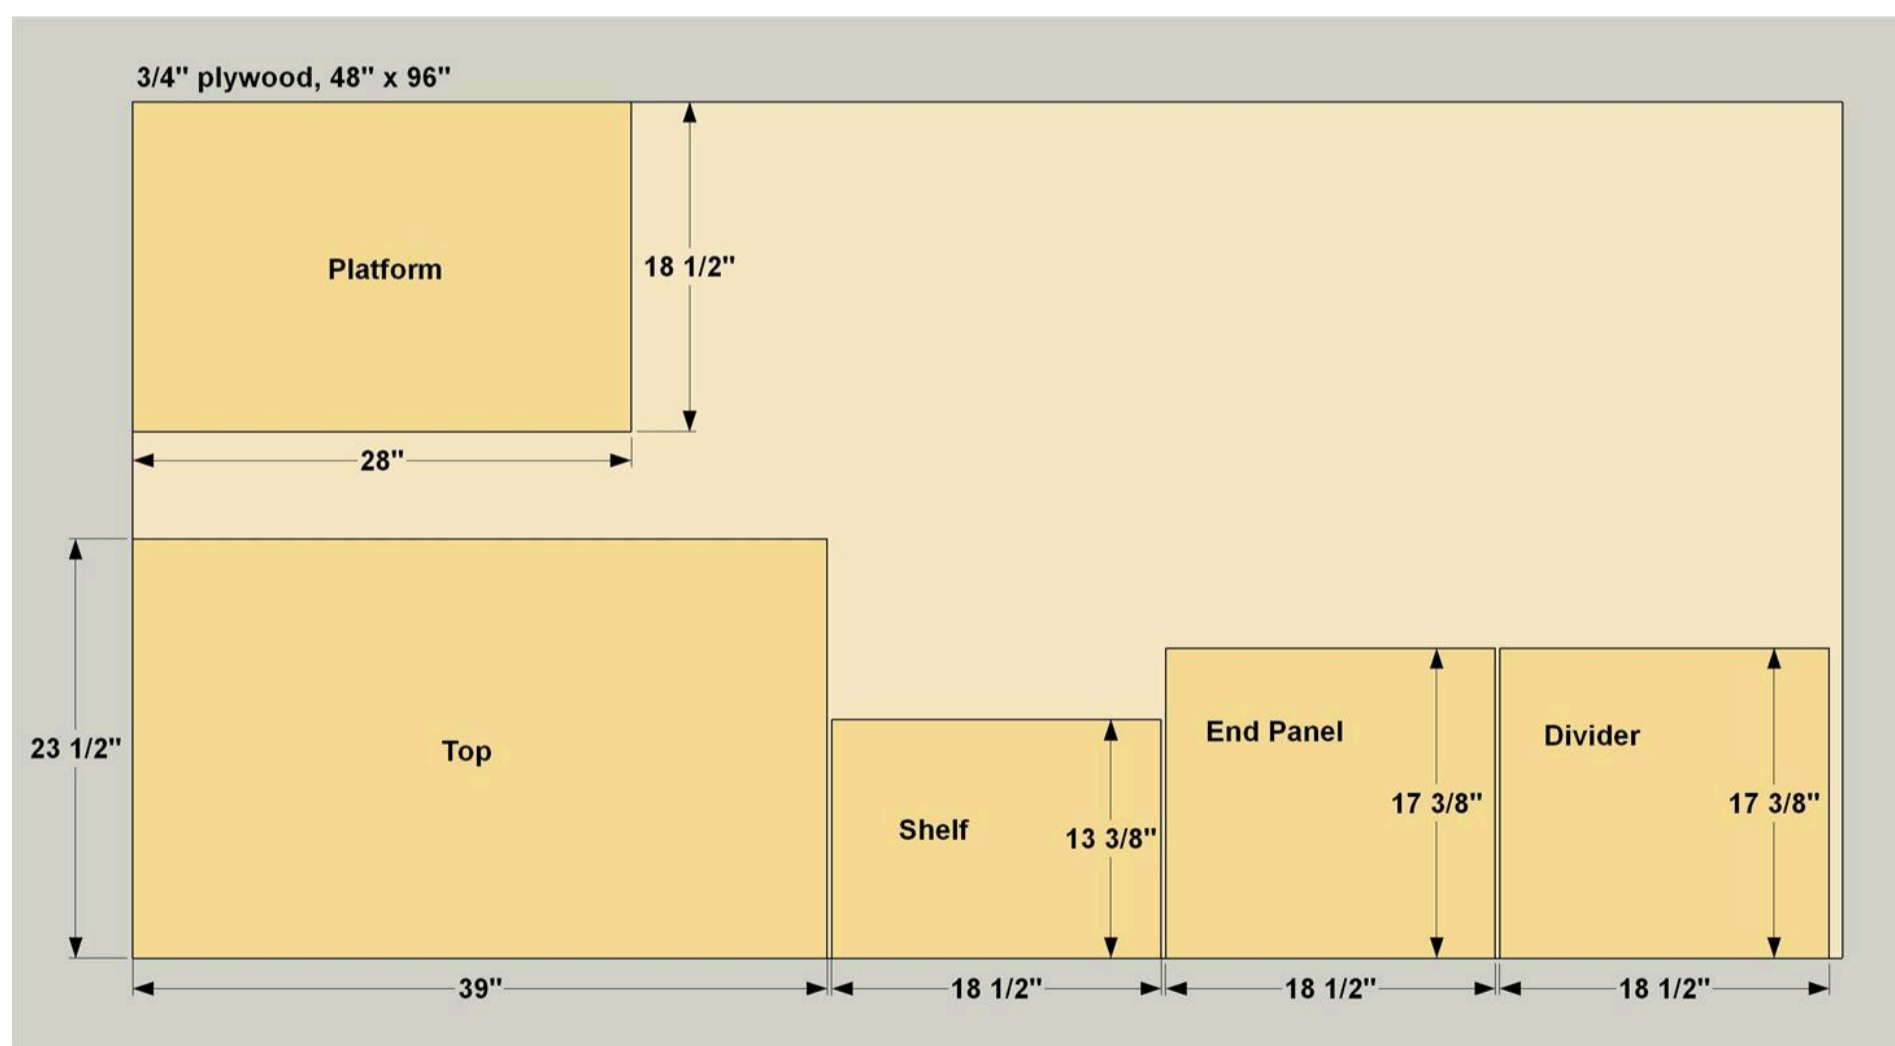 3/4" plywood, 48" x 96"
Platform
18 1/2"
28"
23 1/2"
Top
Shelf
13 3/8"
End Panel
17 3/8"
Divider
17 3/8"
39"
18 1/2"
18 1/2"
18 1/2"